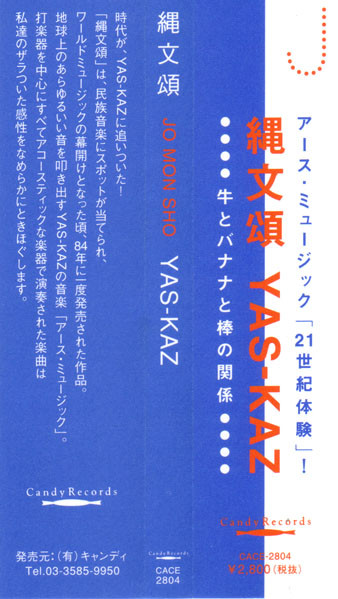 アース・ミュージック「21世紀体験」!
縄文頌 YAS-KAZ
●●●●牛とバナナと棒の関係●●●●
Candy Records
CACE-2804
¥2,800(税抜)
縄文頌 JO MON SHO YAS-KAZ
Candy Records
CACE
2804
時代が、YAS-KAZに追いついた!
「縄文頌」は、民族音楽にスポットが当てられ、
ワールドミュージックの幕開けとなった頃、84年に一度発売された作品。
地球上のあらゆるいい音を叩き出すYAS-KAZの音楽「アース・ミュージック」。
打楽器を中心にすべてアコースティックな楽器で演奏された楽曲は
私達のザラついた感性をなめらかにときほぐします。
Candy Records
発売元:(有)キャンディ
Tel.03-3585-9950